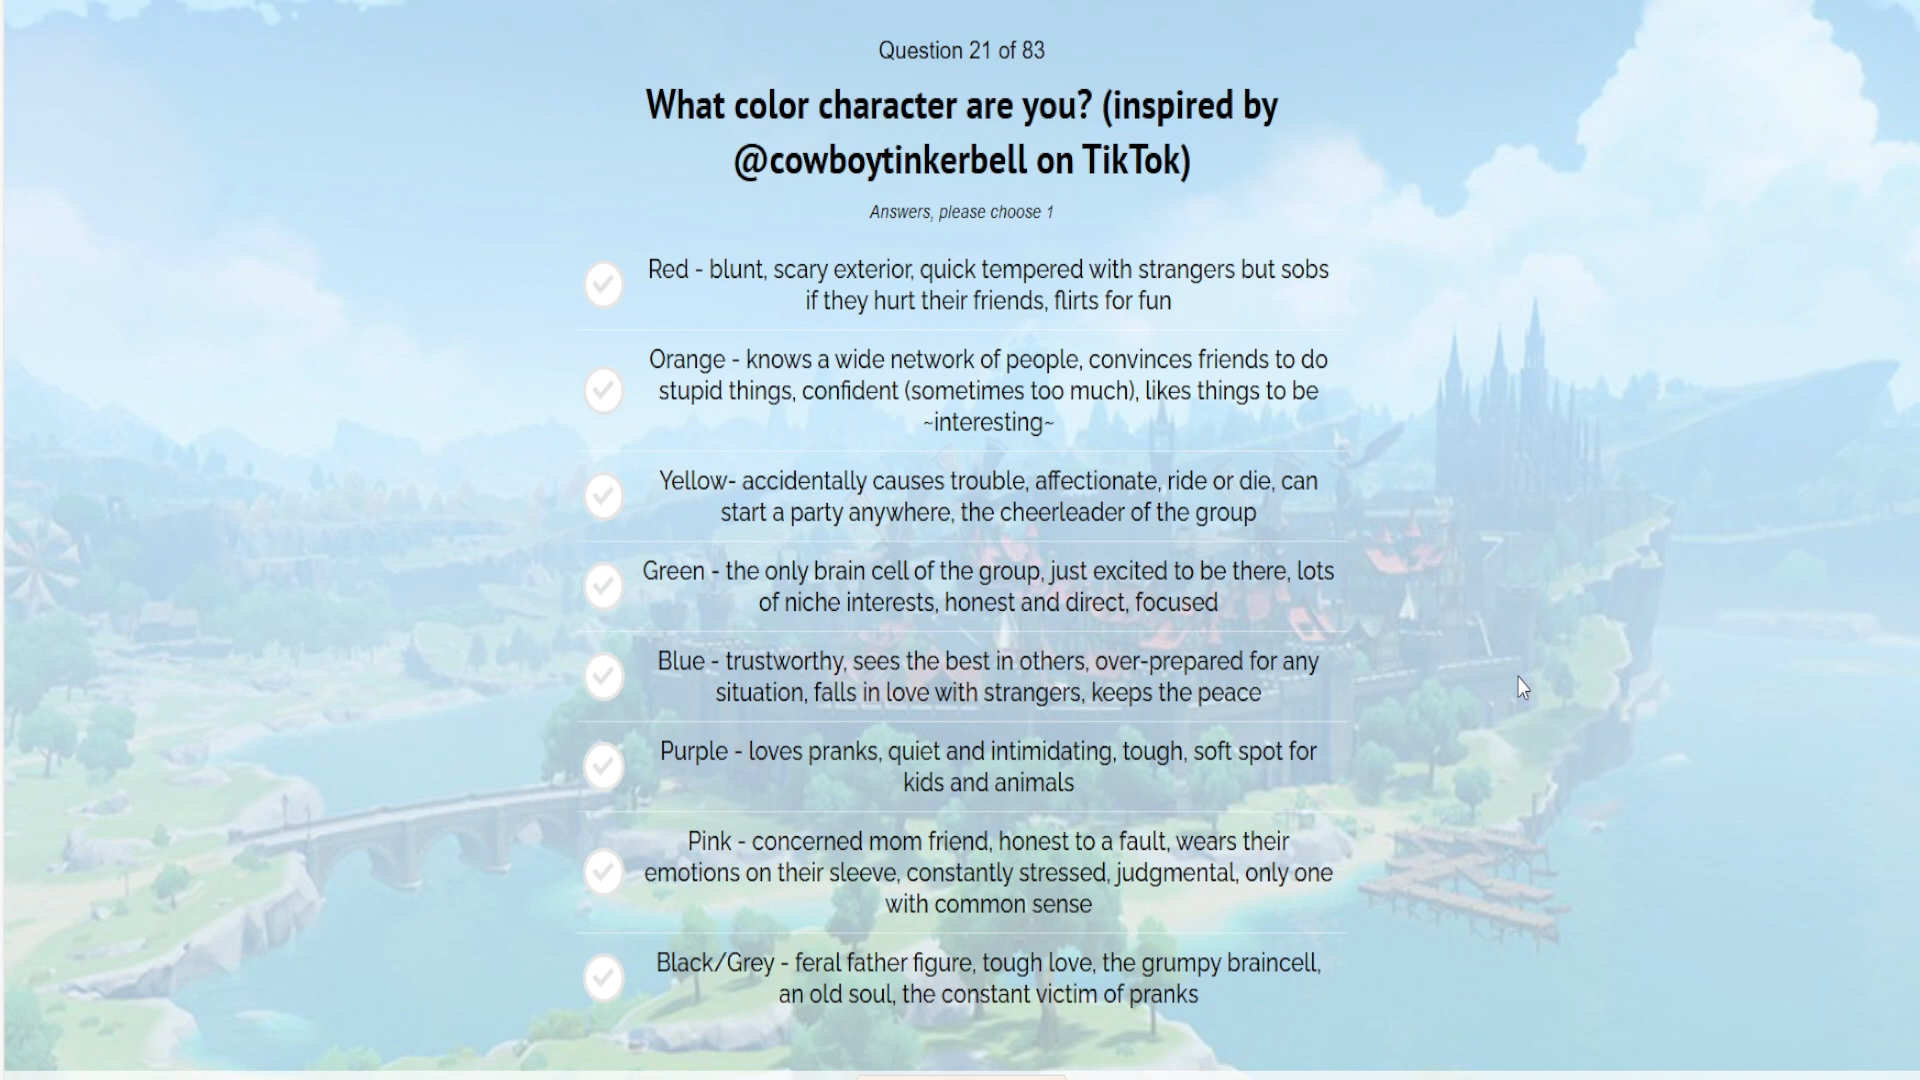 Question 21 of 83
What color character are you? (inspired by
@cowboytinkerbell on TikTok)
Answers, please choose 1
Red - blunt, scary exterior, quick tempered with strangers but sobs
if they hurt their friends, flirts for fun
Orange - knows a wide network of people, convinces friends to do
stupid things, confident (sometimes too much), likes things to be
~interesting~
Yellow- accidentally causes trouble, affectionate, ride or die, can
start a party anywhere, the cheerleader of the group
Green - the only brain cell of the group, just excited to be there, lots
of niche interests, honest and direct, focused
Blue - trustworthy, sees the best in others, over-prepared for any
situation, falls in love with strangers, keeps the peace
Purple - loves pranks, quiet and intimidating, tough, soft spot for
kids and animals
Pink - concerned mom friend, honest to a fault, wears their
emotions on their sleeve, constantly stressed, judgmental, only one
with common sense
Black/Grey - feral father figure, tough love, the grumpy braincell,
an old soul, the constant victim of pranks